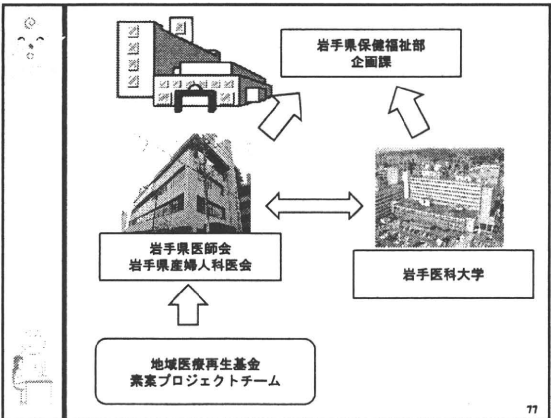 岩手県保健福祉部
企画課
岩手県医師会
岩手県産婦人科医会
岩手医科大学
地域医療再生基金
素案プロジェクトチーム
77